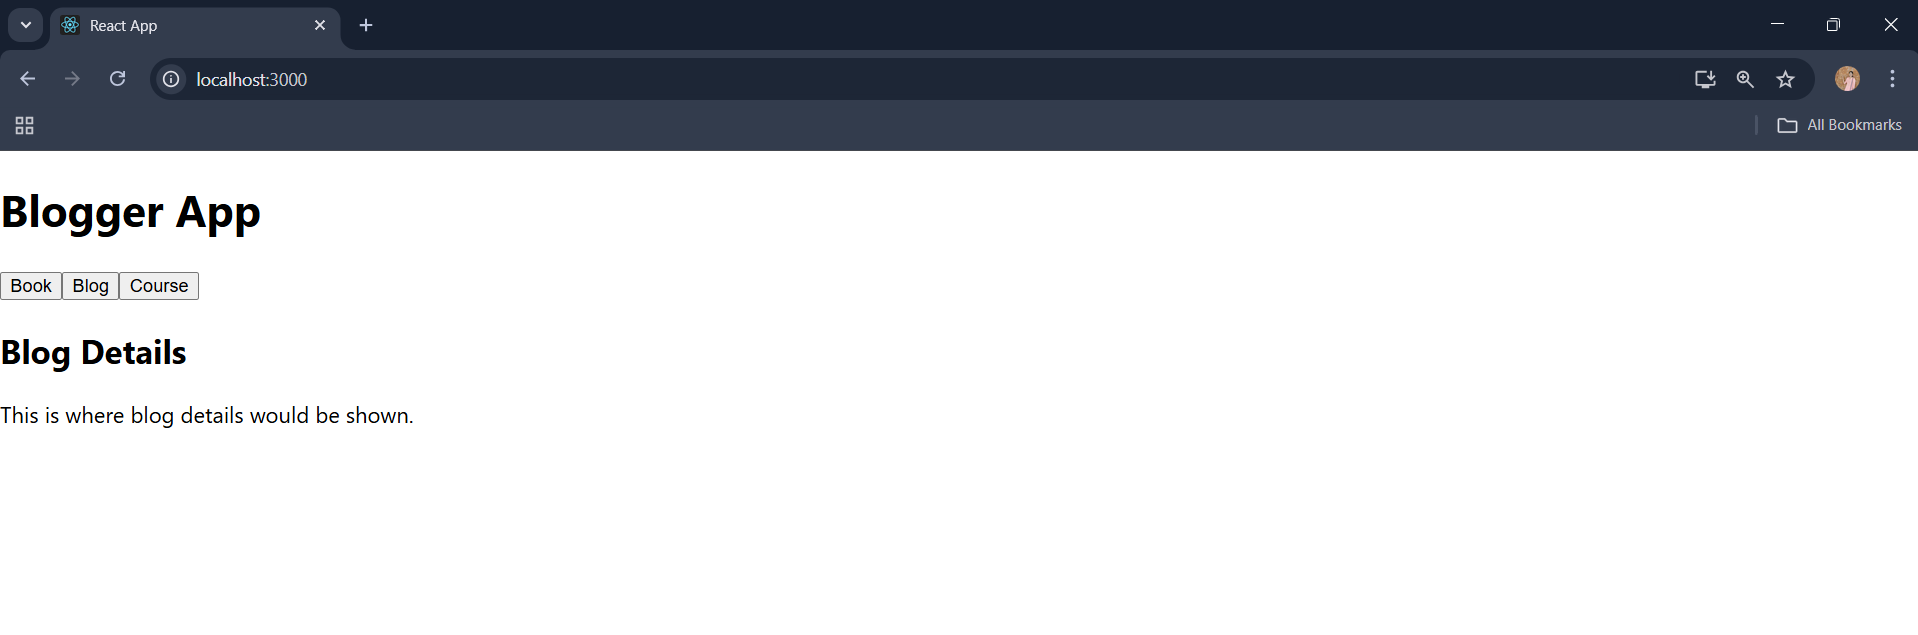 React App
localhost:3000
All Bookmarks
Blogger App
Book Blog Course
Blog Details
This is where blog details would be shown.